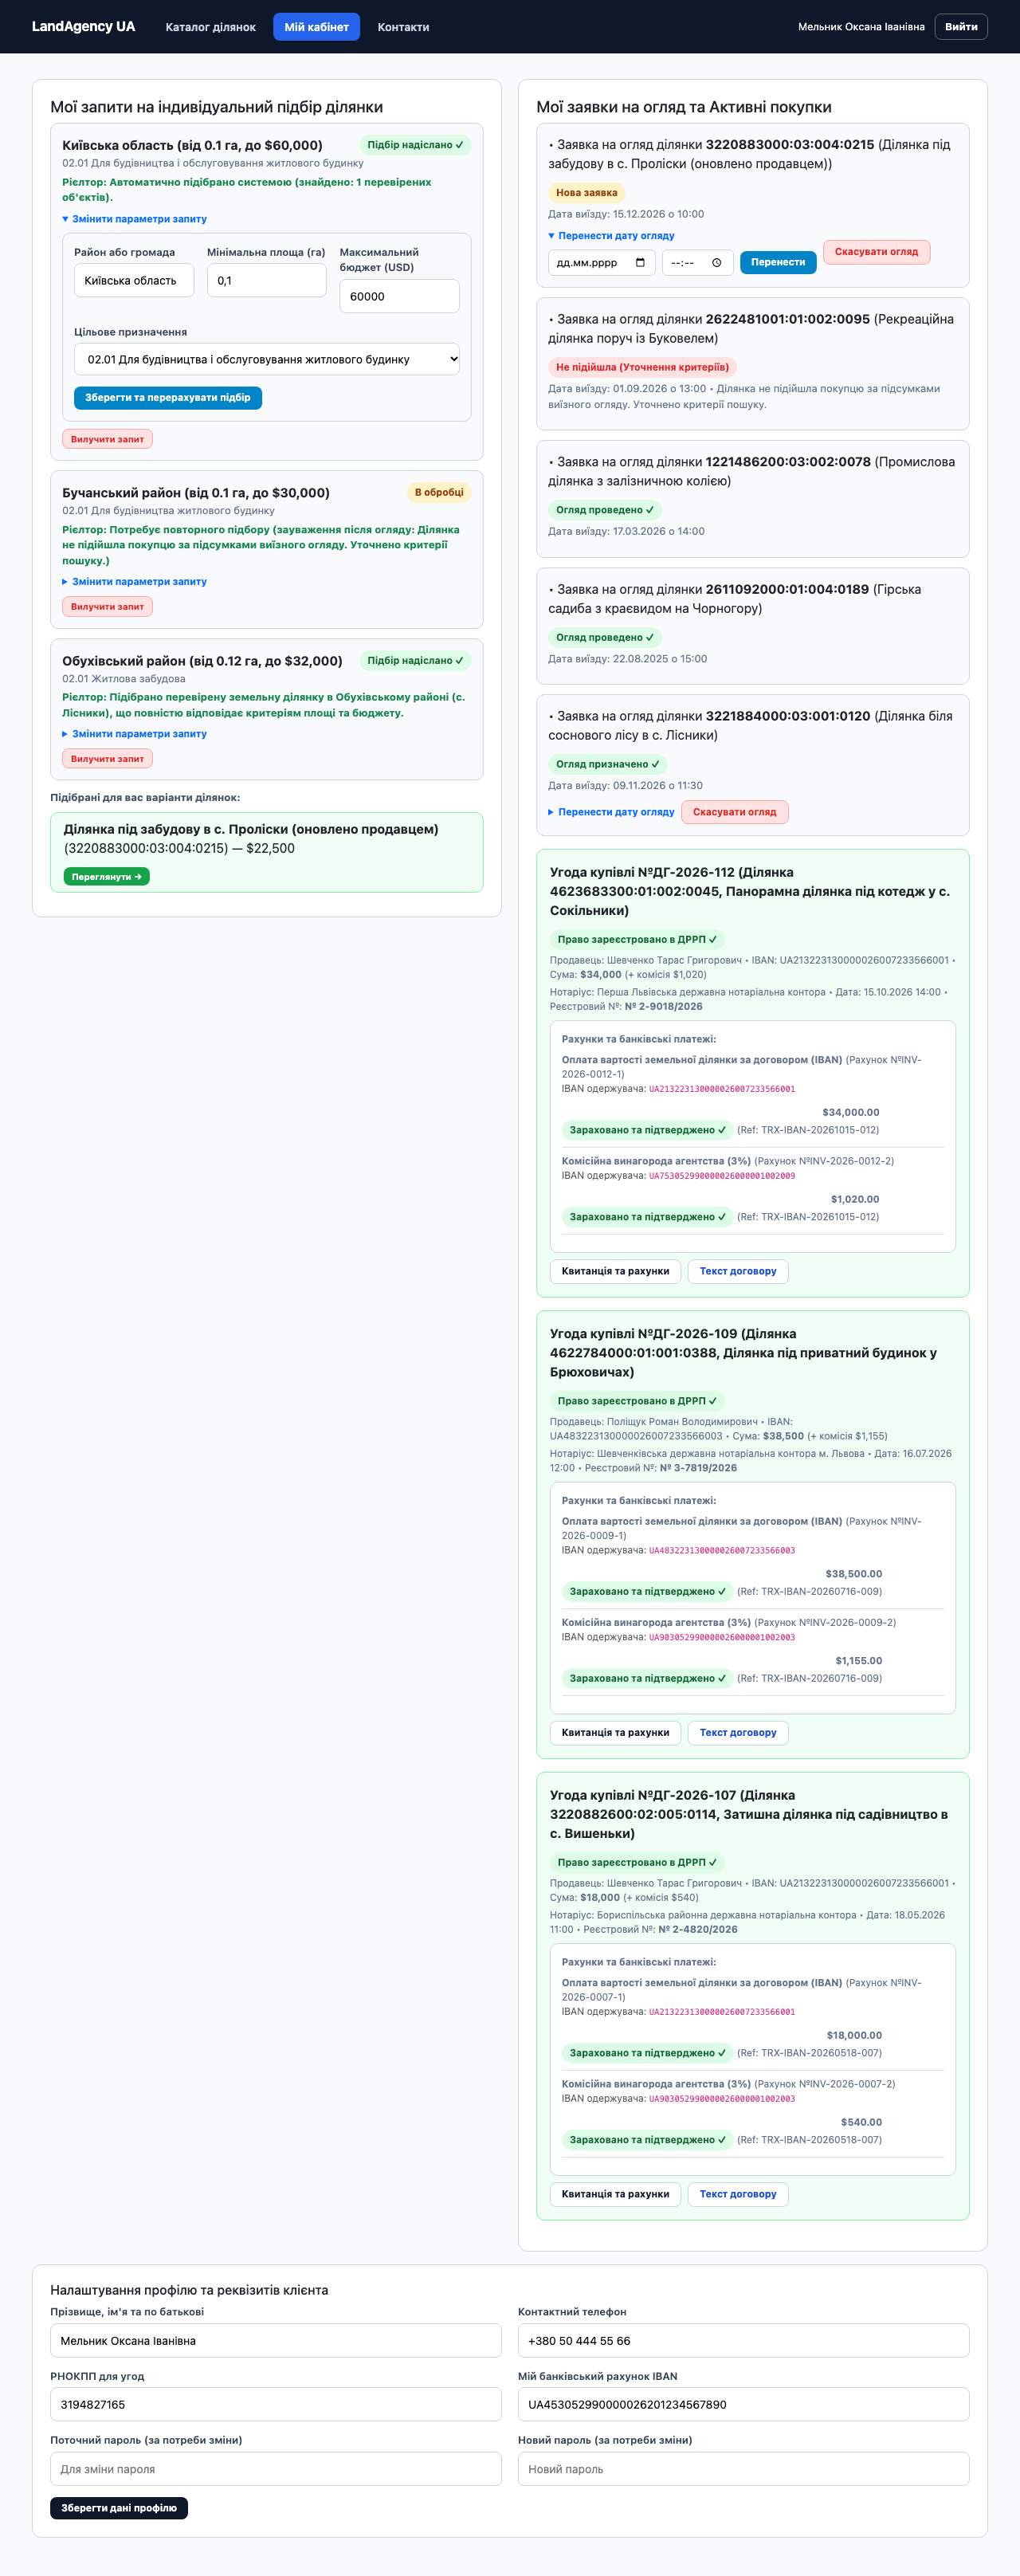 LandAgency UA
Каталог ділянок
Мій кабінет
Контакти
Мельник Оксана Іванівна
Вийти
Мої запити на індивідуальний підбір ділянки
Київська область (від 0.1 га, до $60,000)
Підбір надіслано ✓
02.01 Для будівництва і обслуговування житлового будинку
Рієлтор: Автоматично підібрано системою (знайдено: 1 перевірених
об'єктів).
▼ Змінити параметри запиту
Район або громада
Мінімальна площа (га)
Максимальний
бюджет (USD)
Київська область
0,1
60000
Цільове призначення
02.01 Для будівництва і обслуговування житлового будинку
Зберегти та перерахувати підбір
Вилучити запит
Бучанський район (від 0.1 га, до $30,000)
В обробці
02.01 Для будівництва житлового будинку
Рієлтор: Потребує повторного підбору (зауваження після огляду: Ділянка
не підійшла покупцю за підсумками виїзного огляду. Уточнено критерії
пошуку.)
▶ Змінити параметри запиту
Вилучити запит
Обухівський район (від 0.12 га, до $32,000)
Підбір надіслано ✓
02.01 Житлова забудова
Рієлтор: Підібрано перевірену земельну ділянку в Обухівському районі (с.
Лісники), що повністю відповідає критеріям площі та бюджету.
▶ Змінити параметри запиту
Вилучити запит
Підібрані для вас варіанти ділянок:
Ділянка під забудову в с. Проліски (оновлено продавцем)
(3220883000:03:004:0215) — $22,500
Переглянути →
Мої заявки на огляд та Активні покупки
• Заявка на огляд ділянки 3220883000:03:004:0215 (Ділянка під
забудову в с. Проліски (оновлено продавцем))
Нова заявка
Дата виїзду: 15.12.2026 о 10:00
▼ Перенести дату огляду
дд.мм.рррр
--:--
Перенести
Скасувати огляд
• Заявка на огляд ділянки 2622481001:01:002:0095 (Рекреаційна
ділянка поруч із Буковелем)
Не підійшла (Уточнення критеріїв)
Дата виїзду: 01.09.2026 о 13:00 • Ділянка не підійшла покупцю за підсумками
виїзного огляду. Уточнено критерії пошуку.
• Заявка на огляд ділянки 1221486200:03:002:0078 (Промислова
ділянка з залізничною колією)
Огляд проведено ✓
Дата виїзду: 17.03.2026 о 14:00
• Заявка на огляд ділянки 2611092000:01:004:0189 (Гірська
садиба з краєвидом на Чорногору)
Огляд проведено ✓
Дата виїзду: 22.08.2025 о 15:00
• Заявка на огляд ділянки 3221884000:03:001:0120 (Ділянка біля
соснового лісу в с. Лісники)
Огляд призначено ✓
Дата виїзду: 09.11.2026 о 11:30
▶ Перенести дату огляду
Скасувати огляд
Угода купівлі №ДГ-2026-112 (Ділянка
4623683300:01:002:0045, Панорамна ділянка під котедж у с.
Сокільники)
Право зареєстровано в ДРРП ✓
Продавець: Шевченко Тарас Григорович • IBAN: UA213223130000026007233566001 •
Сума: $34,000 (+ комісія $1,020)
Нотаріус: Перша Львівська державна нотаріальна контора • Дата: 15.10.2026 14:00 •
Реєстровий №: № 2-9018/2026
Рахунки та банківські платежі:
Оплата вартості земельної ділянки за договором (IBAN) (Рахунок №INV-
2026-0012-1)
IBAN одержувача: UA213223130000026007233566001
$34,000.00
Зараховано та підтверджено ✓ (Ref: TRX-IBAN-20261015-012)
Комісійна винагорода агентства (3%) (Рахунок №INV-2026-0012-2)
IBAN одержувача: UA753052990000026000001002009
$1,020.00
Зараховано та підтверджено ✓ (Ref: TRX-IBAN-20261015-012)
Квитанція та рахунки
Текст договору
Угода купівлі №ДГ-2026-109 (Ділянка
4622784000:01:001:0388, Ділянка під приватний будинок у
Брюховичах)
Право зареєстровано в ДРРП ✓
Продавець: Поліщук Роман Володимирович • IBAN:
UA483223130000026007233566003 • Сума: $38,500 (+ комісія $1,155)
Нотаріус: Шевченківська державна нотаріальна контора м. Львова • Дата: 16.07.2026
12:00 • Реєстровий №: № 3-7819/2026
Рахунки та банківські платежі:
Оплата вартості земельної ділянки за договором (IBAN) (Рахунок №INV-
2026-0009-1)
IBAN одержувача: UA483223130000026007233566003
$38,500.00
Зараховано та підтверджено ✓ (Ref: TRX-IBAN-20260716-009)
Комісійна винагорода агентства (3%) (Рахунок №INV-2026-0009-2)
IBAN одержувача: UA903052990000026000001002003
$1,155.00
Зараховано та підтверджено ✓ (Ref: TRX-IBAN-20260716-009)
Квитанція та рахунки
Текст договору
Угода купівлі №ДГ-2026-107 (Ділянка
3220882600:02:005:0114, Затишна ділянка під садівництво в
с. Вишеньки)
Право зареєстровано в ДРРП ✓
Продавець: Шевченко Тарас Григорович • IBAN: UA213223130000026007233566001 •
Сума: $18,000 (+ комісія $540)
Нотаріус: Бориспільська районна державна нотаріальна контора • Дата: 18.05.2026
11:00 • Реєстровий №: № 2-4820/2026
Рахунки та банківські платежі:
Оплата вартості земельної ділянки за договором (IBAN) (Рахунок №INV-
2026-0007-1)
IBAN одержувача: UA213223130000026007233566001
$18,000.00
Зараховано та підтверджено ✓ (Ref: TRX-IBAN-20260518-007)
Комісійна винагорода агентства (3%) (Рахунок №INV-2026-0007-2)
IBAN одержувача: UA903052990000026000001002003
$540.00
Зараховано та підтверджено ✓ (Ref: TRX-IBAN-20260518-007)
Квитанція та рахунки
Текст договору
Налаштування профілю та реквізитів клієнта
Прізвище, ім'я та по батькові
Контактний телефон
Мельник Оксана Іванівна
+380 50 444 55 66
РНОКПП для угод
Мій банківський рахунок IBAN
3194827165
UA453052990000026201234567890
Поточний пароль (за потреби зміни)
Новий пароль (за потреби зміни)
Для зміни пароля
Новий пароль
Зберегти дані профілю